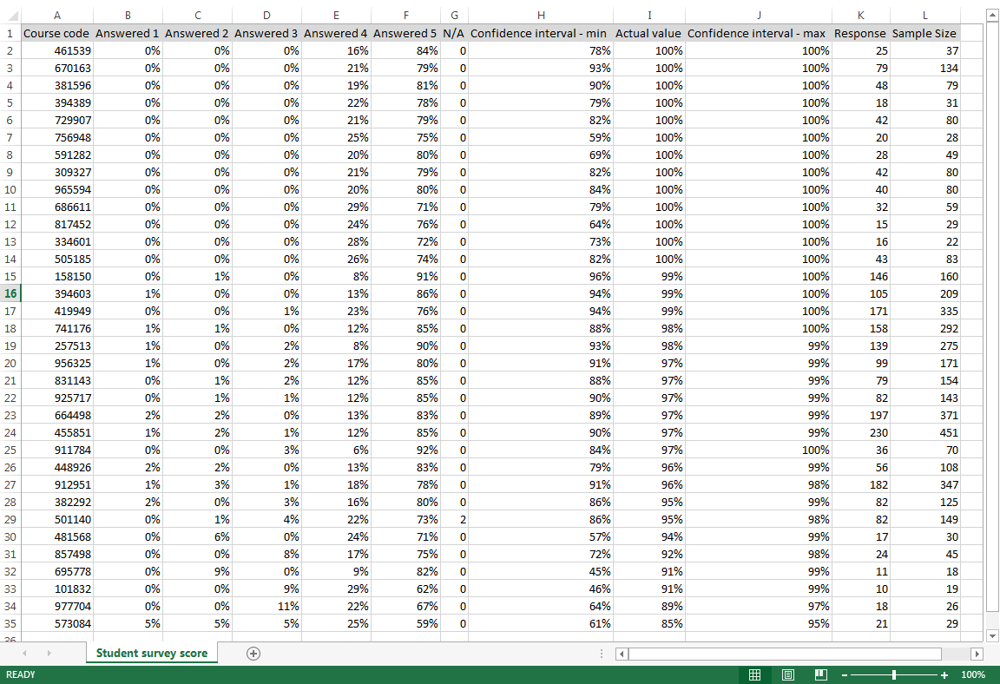 A B C D E F G H I J K L
1 Course code Answered 1 Answered 2 Answered 3 Answered 4 Answered 5 N/A Confidence interval - min Actual value Confidence interval - max Response Sample Size
2 461539 0% 0% 0% 16% 84% 0 78% 100% 100% 25 37
3 670163 0% 0% 0% 21% 79% 0 93% 100% 100% 79 134
4 381596 0% 0% 0% 19% 81% 0 90% 100% 100% 48 79
5 394389 0% 0% 0% 22% 78% 0 79% 100% 100% 18 31
6 729907 0% 0% 0% 21% 79% 0 82% 100% 100% 42 80
7 756948 0% 0% 0% 25% 75% 0 59% 100% 100% 20 28
8 591282 0% 0% 0% 20% 80% 0 69% 100% 100% 28 49
9 309327 0% 0% 0% 21% 79% 0 82% 100% 100% 42 80
10 965594 0% 0% 0% 20% 80% 0 84% 100% 100% 40 80
11 686611 0% 0% 0% 29% 71% 0 79% 100% 100% 32 59
12 817452 0% 0% 0% 24% 76% 0 64% 100% 100% 15 29
13 334601 0% 0% 0% 28% 72% 0 73% 100% 100% 16 22
14 505185 0% 0% 0% 26% 74% 0 82% 100% 100% 43 83
15 158150 0% 1% 0% 8% 91% 0 96% 99% 100% 146 160
16 394603 1% 0% 0% 13% 86% 0 94% 99% 100% 105 209
17 419949 0% 0% 1% 23% 76% 0 94% 99% 100% 171 335
18 741176 1% 1% 0% 12% 85% 0 88% 98% 100% 158 292
19 257513 1% 0% 2% 8% 90% 0 93% 98% 99% 139 275
20 956325 1% 0% 2% 17% 80% 0 91% 97% 99% 99 171
21 831143 0% 1% 2% 12% 85% 0 88% 97% 99% 79 154
22 925717 0% 1% 1% 12% 85% 0 90% 97% 99% 82 143
23 664498 2% 2% 0% 13% 83% 0 89% 97% 99% 197 371
24 455851 1% 2% 1% 12% 85% 0 90% 97% 99% 230 451
25 911784 0% 0% 3% 6% 92% 0 84% 97% 100% 36 70
26 448926 2% 2% 0% 13% 83% 0 79% 96% 99% 56 108
27 912951 1% 3% 1% 18% 78% 0 91% 96% 98% 182 347
28 382292 2% 0% 3% 16% 80% 0 86% 95% 99% 82 125
29 501140 0% 1% 4% 22% 73% 2 86% 95% 98% 82 149
30 481568 0% 6% 0% 24% 71% 0 57% 94% 99% 17 30
31 857498 0% 0% 8% 17% 75% 0 72% 92% 98% 24 45
32 695778 0% 9% 0% 9% 82% 0 45% 91% 99% 11 18
33 101832 0% 0% 9% 29% 62% 0 46% 91% 99% 10 19
34 977704 0% 0% 11% 22% 67% 0 64% 89% 97% 18 26
35 573084 5% 5% 5% 25% 59% 0 61% 85% 95% 21 29
36
Student survey score
READY 100%